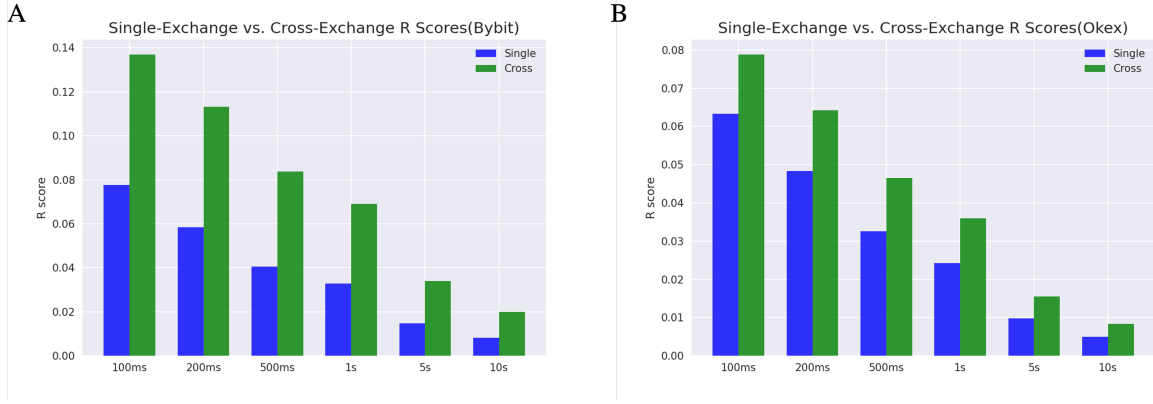 A
Single-Exchange vs. Cross-Exchange R Scores(Bybit)
Single
Cross
R score
0.14
0.12
0.10
0.08
0.06
0.04
0.02
0.00
100ms 200ms 500ms 1s 5s 10s
B
Single-Exchange vs. Cross-Exchange R Scores(Okex)
Single
Cross
R score
0.08
0.07
0.06
0.05
0.04
0.03
0.02
0.01
0.00
100ms 200ms 500ms 1s 5s 10s